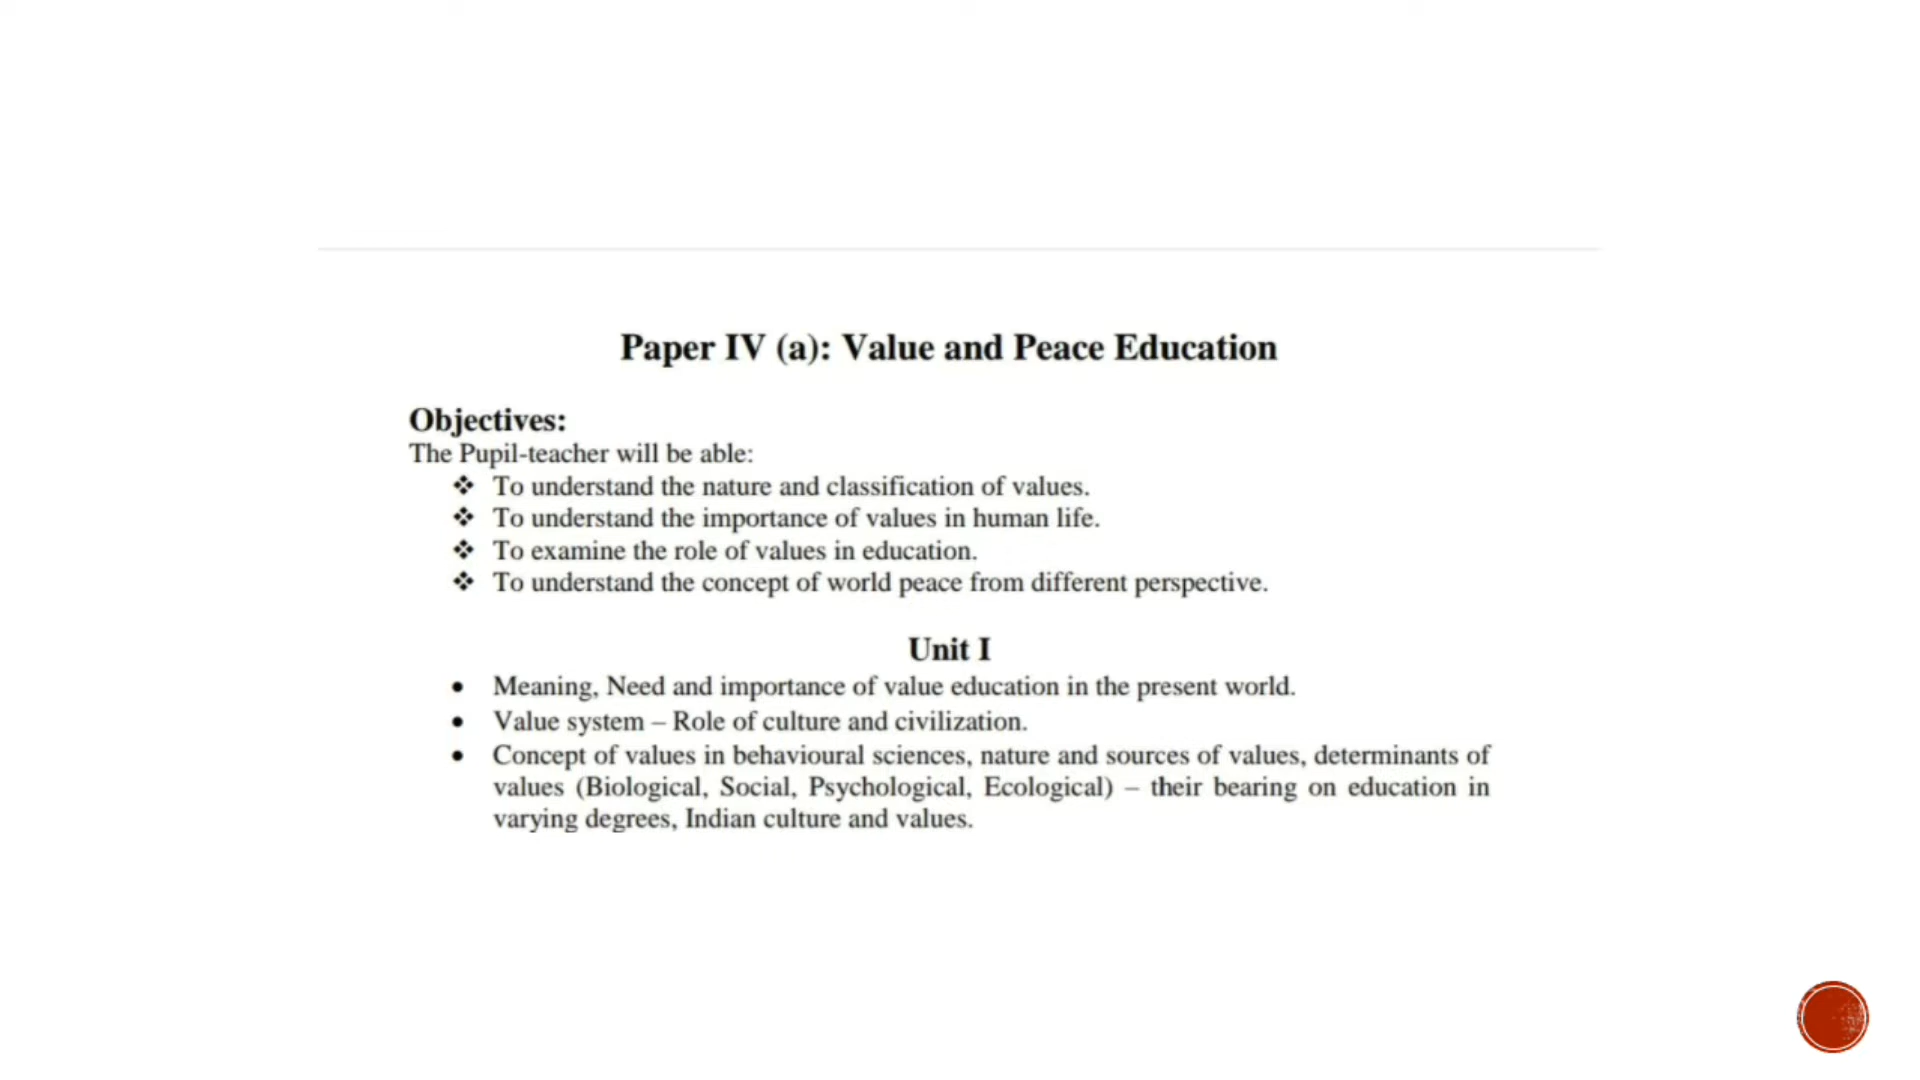 Paper IV (a): Value and Peace Education
Objectives:
The Pupil-teacher will be able:
❖ To understand the nature and classification of values.
❖ To understand the importance of values in human life.
❖ To examine the role of values in education.
❖ To understand the concept of world peace from different perspective.
Unit I
• Meaning, Need and importance of value education in the present world.
• Value system – Role of culture and civilization.
• Concept of values in behavioural sciences, nature and sources of values, determinants of
values (Biological, Social, Psychological, Ecological) – their bearing on education in
varying degrees, Indian culture and values.